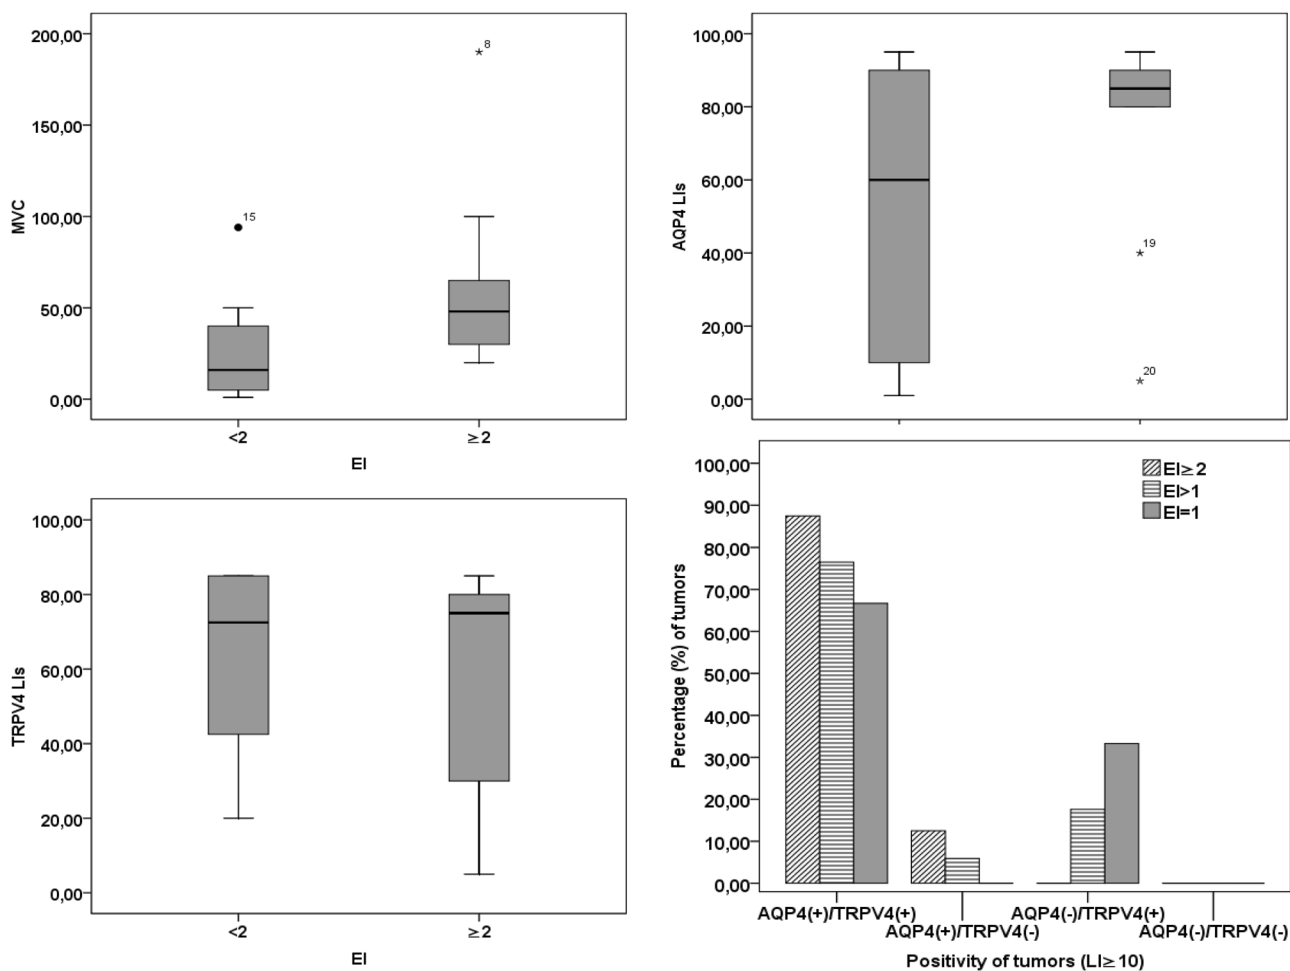 200,00
150,00
100,00
50,00
0,00
MVC
15
8
<2
≥2
EI
100,00
80,00
60,00
40,00
20,00
0,00
AQP4 LIs
19
20
100,00
80,00
60,00
40,00
20,00
0,00
TRPV4 LIs
<2
≥2
EI
100,00
90,00
80,00
70,00
60,00
50,00
40,00
30,00
20,00
10,00
0,00
Percentage (%) of tumors
EI≥2
EI>1
EI=1
AQP4(+)/TRPV4(+)
AQP4(+)/TRPV4(-)
AQP4(-)/TRPV4(+)
AQP4(-)/TRPV4(-)
Positivity of tumors (LI≥10)